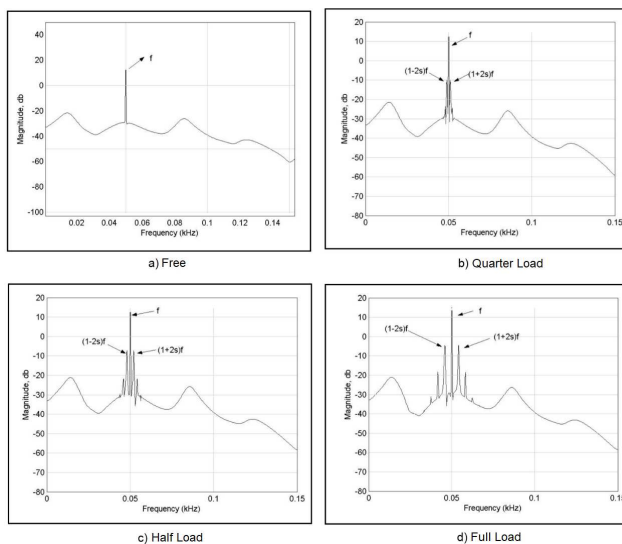 50
40
20
0
-20
-40
-60
-80
-100
Magnitude, db
f
0.02 0.04 0.06 0.08 0.1 0.12 0.14
Frequency (kHz)
a) Free
20
10
0
-10
-20
-30
-40
-50
-60
-70
-80
Magnitude, db
f
(1-2s)f
(1+2s)f
0 0.05 0.1 0.15
Frequency (kHz)
b) Quarter Load
20
10
0
-10
-20
-30
-40
-50
-60
-70
-80
Magnitude, db
f
(1-2s)f
(1+2s)f
0 0.05 0.1 0.15
Frequency (kHz)
c) Half Load
20
10
0
-10
-20
-30
-40
-50
-60
-70
-80
Magnitude, db
f
(1-2s)f
(1+2s)f
0 0.05 0.1 0.15
Frequency (kHz)
d) Full Load